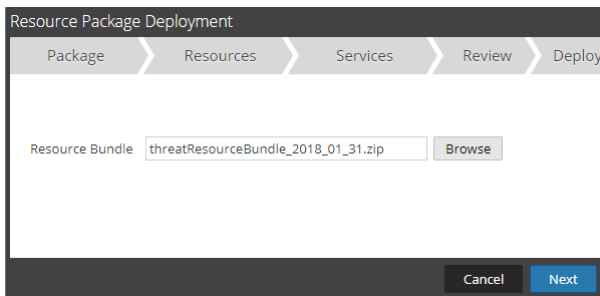 Resource Package Deployment
Package Resources Services Review Deploy
Resource Bundle threatResourceBundle_2018_01_31.zip Browse
Cancel Next